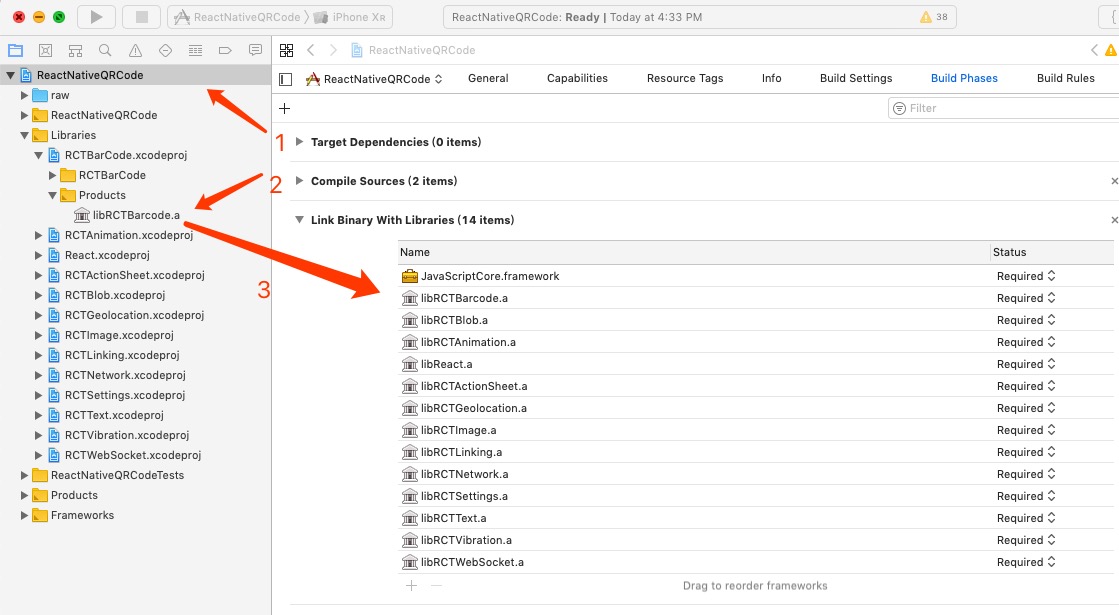 ReactNativeQRCode 〉 iPhone XR
ReactNativeQRCode: Ready | Today at 4:33 PM
38
ReactNativeQRCode
ReactNativeQRCode
raw
ReactNativeQRCode
Libraries
RCTBarCode.xcodeproj
RCTBarCode
Products
libRCTBarcode.a
RCTAnimation.xcodeproj
React.xcodeproj
RCTActionSheet.xcodeproj
RCTBlob.xcodeproj
RCTGeolocation.xcodeproj
RCTImage.xcodeproj
RCTLinking.xcodeproj
RCTNetwork.xcodeproj
RCTSettings.xcodeproj
RCTText.xcodeproj
RCTVibration.xcodeproj
RCTWebSocket.xcodeproj
ReactNativeQRCodeTests
Products
Frameworks
1
2
3
ReactNativeQRCode General Capabilities Resource Tags Info Build Settings Build Phases Build Rules
+ Filter
Target Dependencies (0 items)
Compile Sources (2 items) ×
Link Binary With Libraries (14 items) ×
Name Status
JavaScriptCore.framework Required
libRCTBarcode.a Required
libRCTBlob.a Required
libRCTAnimation.a Required
libReact.a Required
libRCTActionSheet.a Required
libRCTGeolocation.a Required
libRCTImage.a Required
libRCTLinking.a Required
libRCTNetwork.a Required
libRCTSettings.a Required
libRCTText.a Required
libRCTVibration.a Required
libRCTWebSocket.a Required
+ − Drag to reorder frameworks